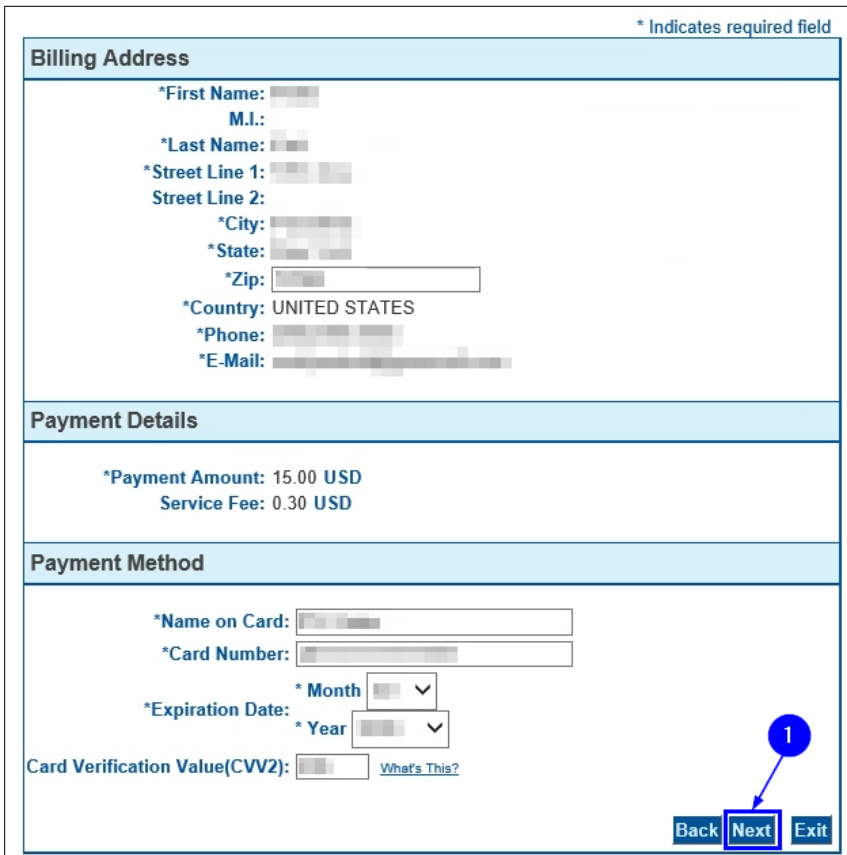 * Indicates required field
Billing Address
*First Name:
M.I.:
*Last Name:
*Street Line 1:
Street Line 2:
*City:
*State:
*Zip:
*Country: UNITED STATES
*Phone:
*E-Mail:
Payment Details
*Payment Amount: 15.00 USD
Service Fee: 0.30 USD
Payment Method
*Name on Card:
*Card Number:
* Month
*Expiration Date:
* Year
1
Card Verification Value(CVV2): What's This?
Back Next Exit